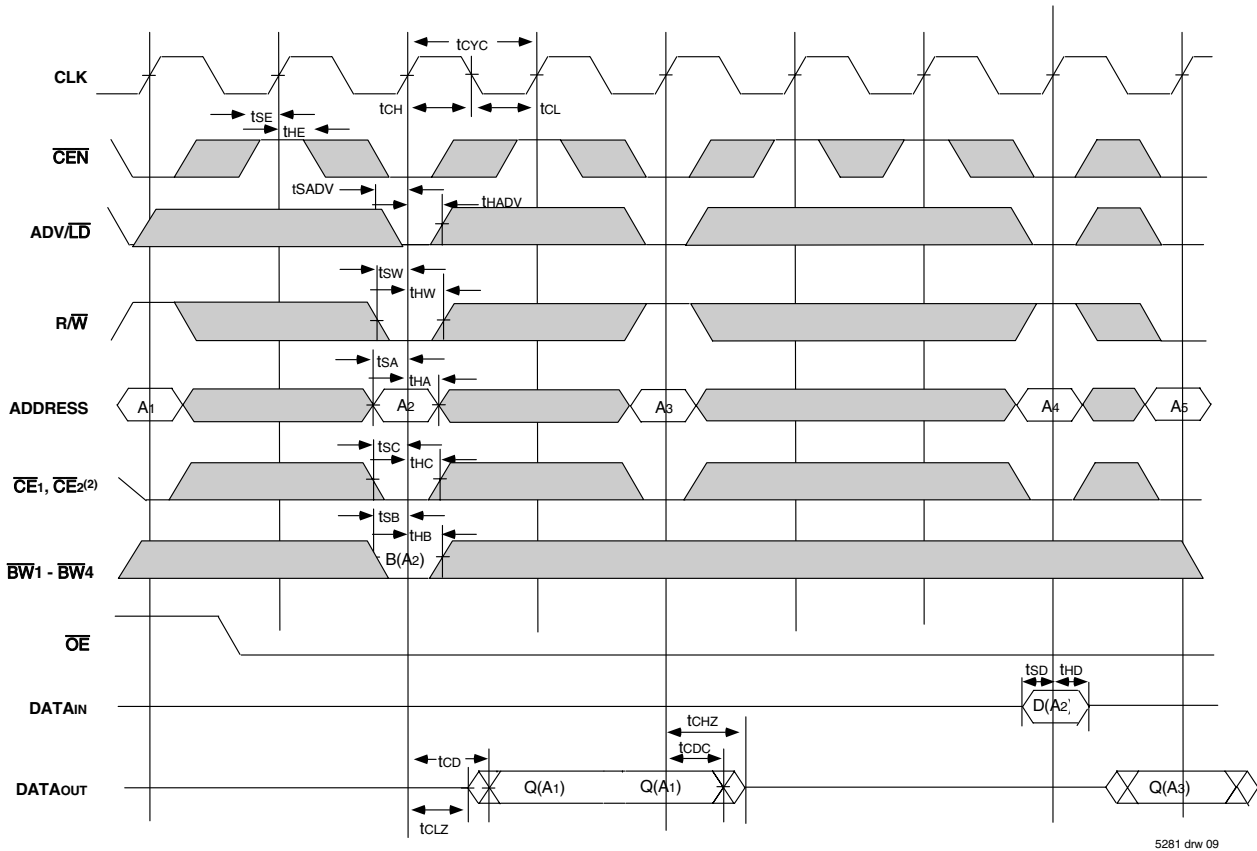 tCYC
CLK
tCH
tCL
tSE
tHE
CEN
tSADV
tHADV
ADV/LD
tSW
tHW
R/W
tSA
tHA
ADDRESS
A1
A2
A3
A4
A5
tSC
tHC
CE1, CE2(2)
tSB
tHB
B(A2)
BW1 - BW4
OE
tSD
tHD
DATAIN
D(A2)
tCHZ
tCD
tCDC
DATAOUT
Q(A1)
Q(A1)
Q(A3)
tCLZ
5281 drw 09